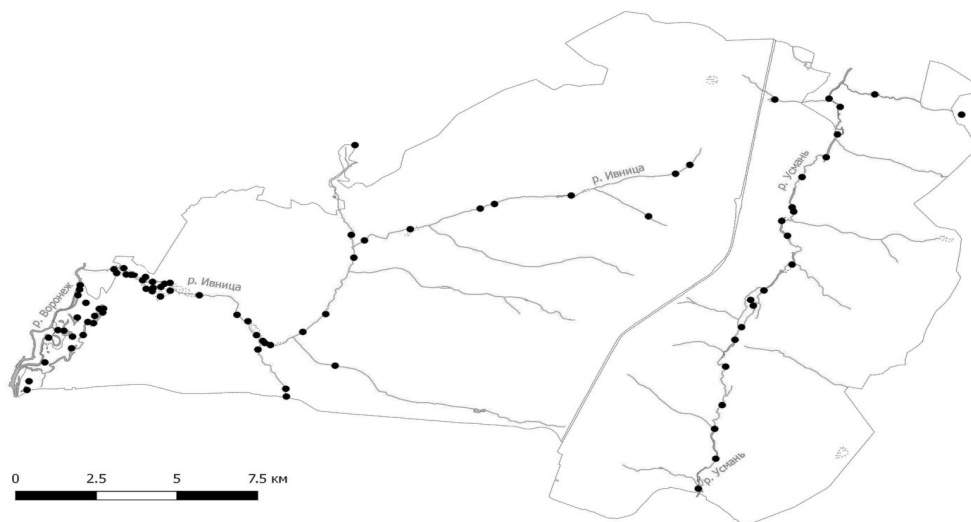 р. Ивница
р. Усмань
р. Ивница
р. Воронеж
р. Усмань
0 2.5 5 7.5 км